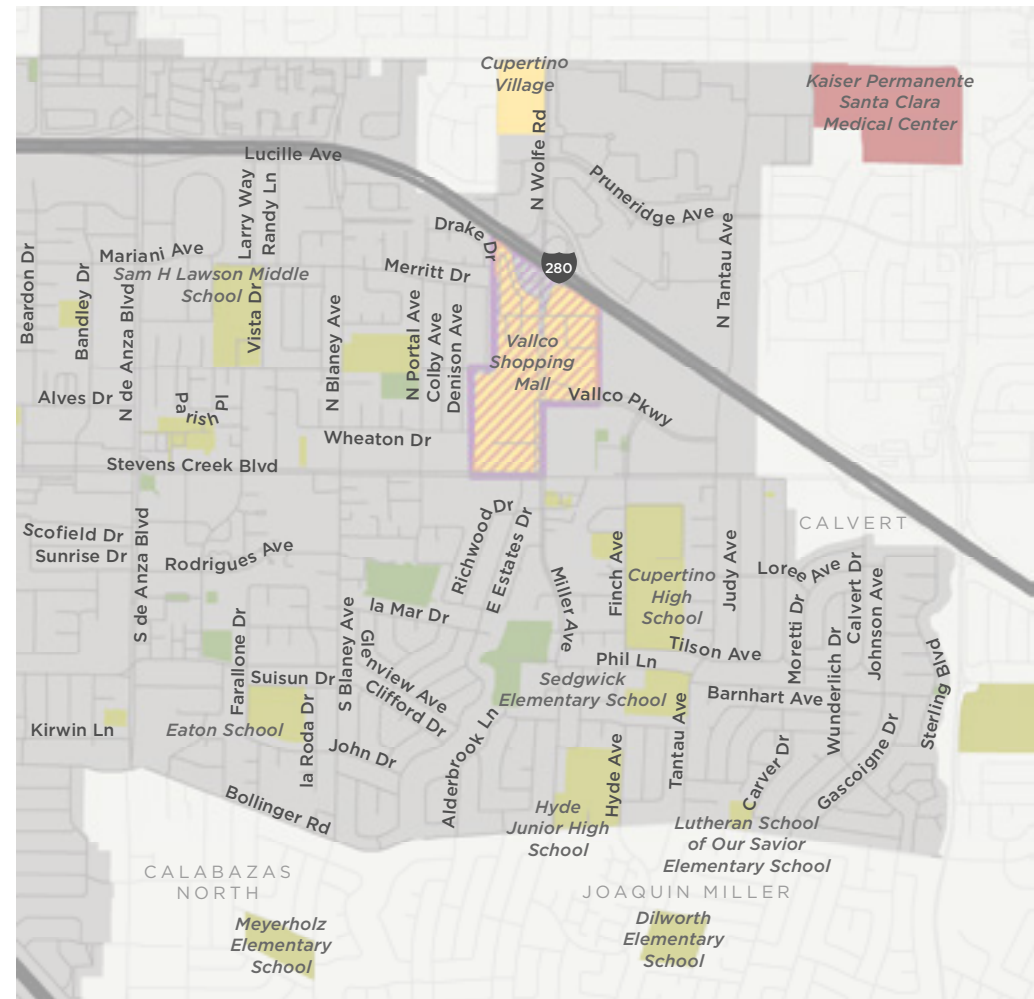 Cupertino
Village
Kaiser Permanente
Santa Clara
Medical Center
Lucille Ave
N Wolfe Rd
Pruneridge Ave
Larry Way
Randy Ln
Drake Dr
N Tantau Ave
Beardon Dr
Mariani Ave
Merritt Dr
280
Sam H Lawson Middle
School
Bandley Dr
N de Anza Blvd
Vista Dr
N Blaney Ave
N Portal Ave
Colby Ave
Denison Ave
Vallco
Shopping
Mall
Alves Dr
Parish Pl
Vallco Pkwy
Wheaton Dr
Stevens Creek Blvd
Scofield Dr
Sunrise Dr
S de Anza Blvd
Rodrigues Ave
Richwood Dr
E Estates Dr
Miller Ave
Finch Ave
Judy Ave
CALVERT
Loree Ave
Calvert Dr
Johnson Ave
Cupertino
High
School
la Mar Dr
Moretti Dr
Wunderlich Dr
Farallone Dr
S Blaney Ave
Glenview Ave
Tilson Ave
Phil Ln
Sterling Blvd
Suisun Dr
Clifford Dr
Sedgwick
Elementary School
Barnhart Ave
Tantau Ave
Kirwin Ln
Eaton School
la Roda Dr
John Dr
Alderbrook Ln
Hyde Ave
Carver Dr
Gascoigne Dr
Bollinger Rd
Hyde
Junior High
School
Lutheran School
of Our Savior
Elementary School
CALABAZAS
NORTH
JOAQUIN MILLER
Meyerholz
Elementary
School
Dilworth
Elementary
School